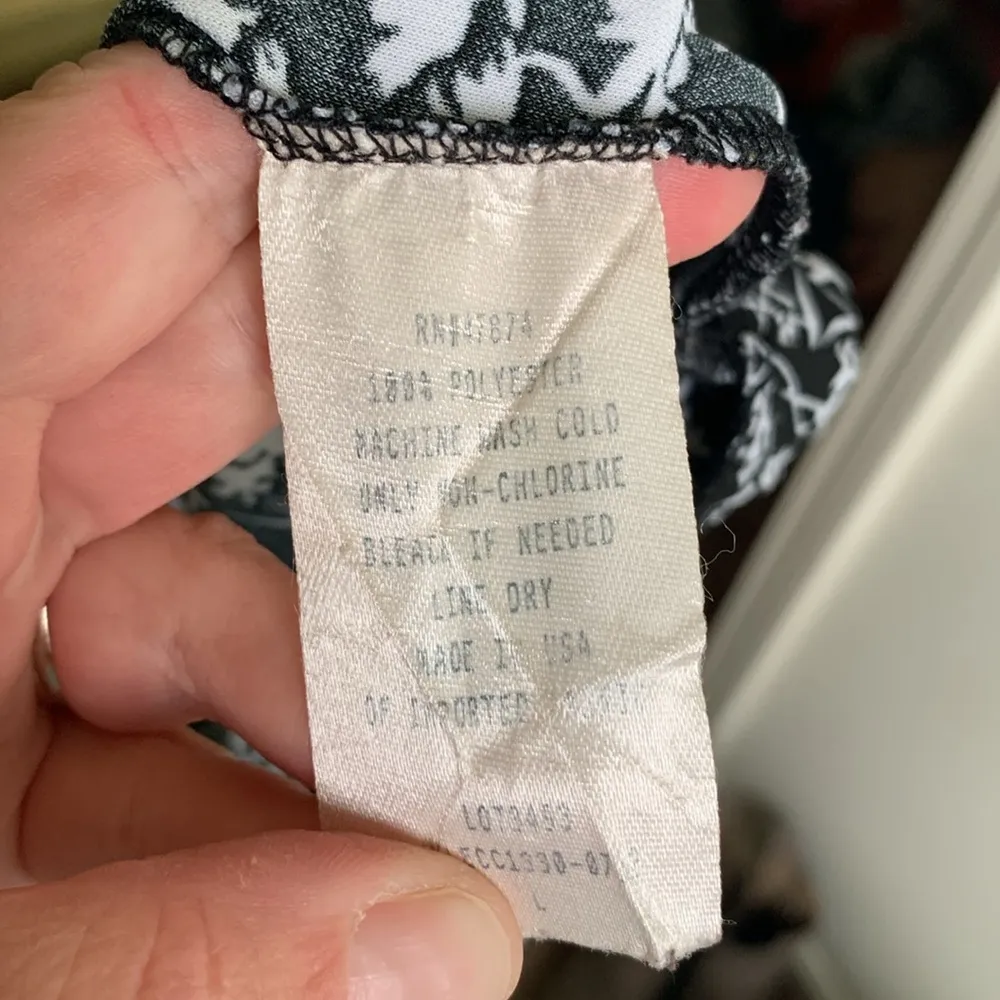 100% POLYESTER
MACHINE WASH COLD
ONLY NON-CHLORINE
BLEACH IF NEEDED
LINE DRY
MADE IN USA
OF IMPORTED
L